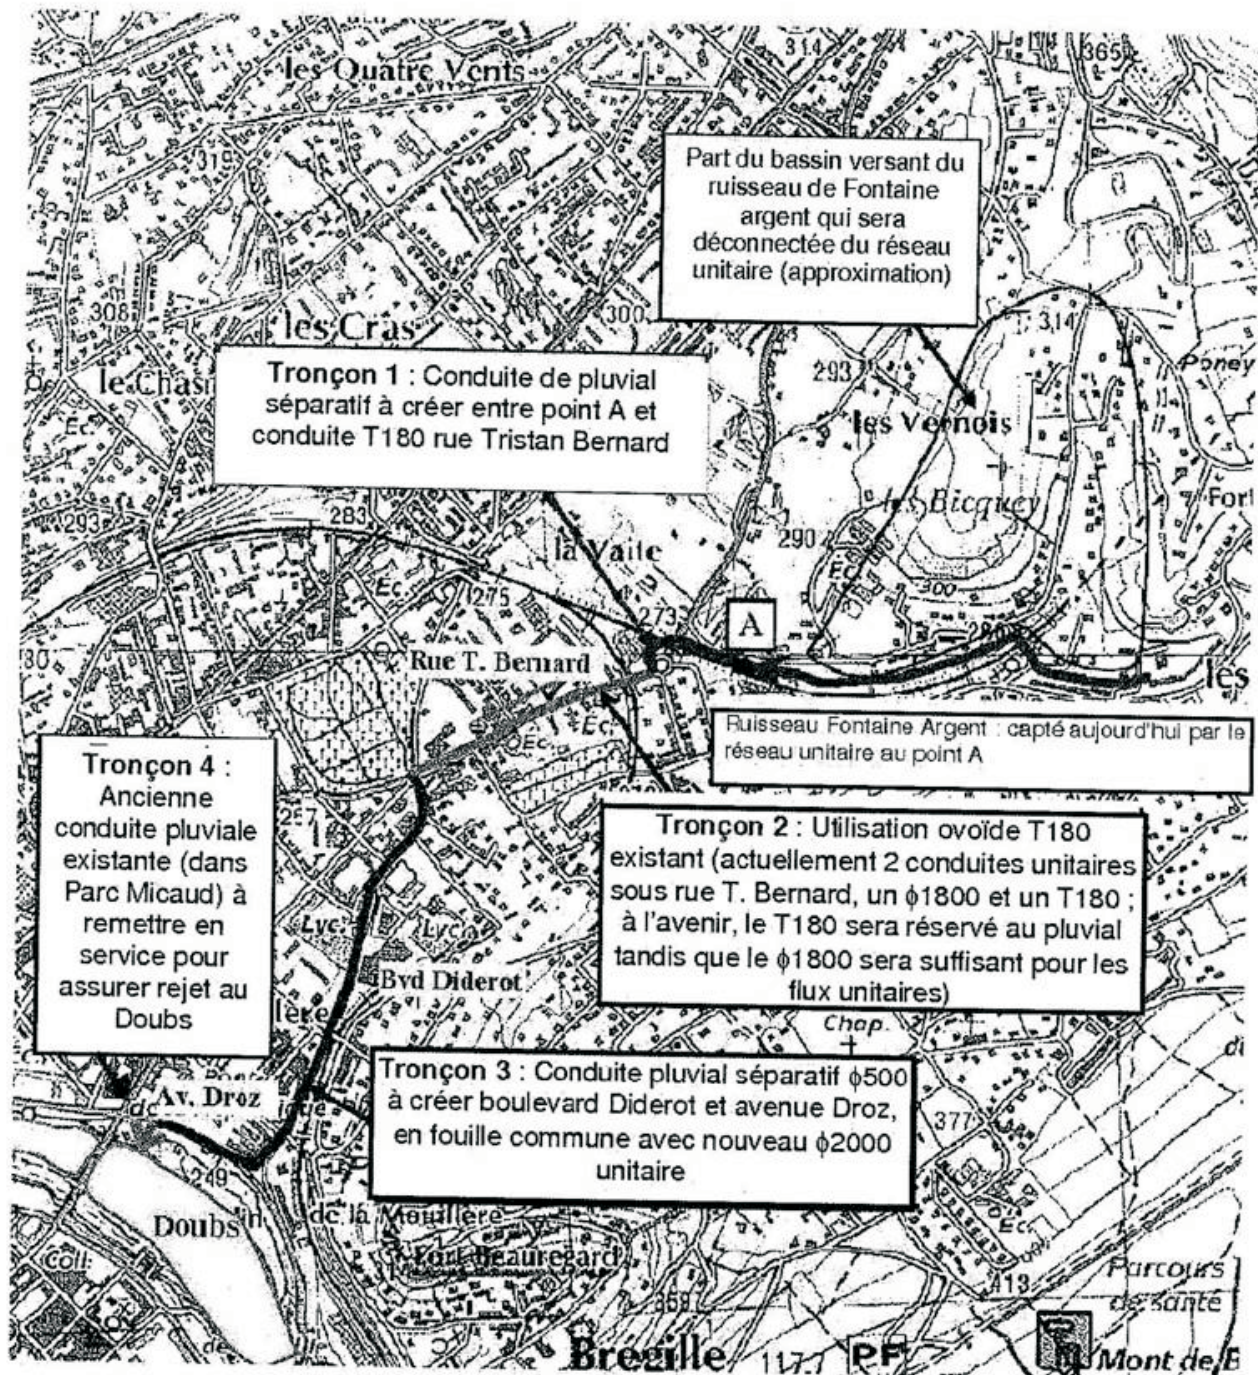 314
365
les Quatre Vents
319
Part du bassin versant du
ruisseau de Fontaine
argent qui sera
déconnectée du réseau
unitaire (approximation)
308
les Cras
300
314
le Chas
Éc.
Poney
293
les Vernois
Tronçon 1 : Conduite de pluvial
séparatif à créer entre point A et
conduite T180 rue Tristan Bernard
les Bicquey
Fort
293
283
la Vaite
290
Éc.
300
Éc.
275
273
A
Rue T. Bernard
les
Éc.
Éc.
Ruisseau Fontaine Argent : capté aujourd'hui par le
réseau unitaire au point A
Tronçon 4 :
Ancienne
conduite pluviale
existante (dans
Parc Micaud) à
remettre en
service pour
assurer rejet au
Doubs
Tronçon 2 : Utilisation ovoïde T180
existant (actuellement 2 conduites unitaires
sous rue T. Bernard, un ϕ1800 et un T180 ;
à l'avenir, le T180 sera réservé au pluvial
tandis que le ϕ1800 sera suffisant pour les
flux unitaires)
Lyc.
Lyc.
Bvd Diderot
Chap.
Tronçon 3 : Conduite pluvial séparatif ϕ500
à créer boulevard Diderot et avenue Droz,
en fouille commune avec nouveau ϕ2000
unitaire
Av. Droz
377
249
Doubs
de la Mouillère
Fort Beauregard
Éc.
Coll.
413
Parcours
de santé
Bregille
117.7
PF
Mont de B